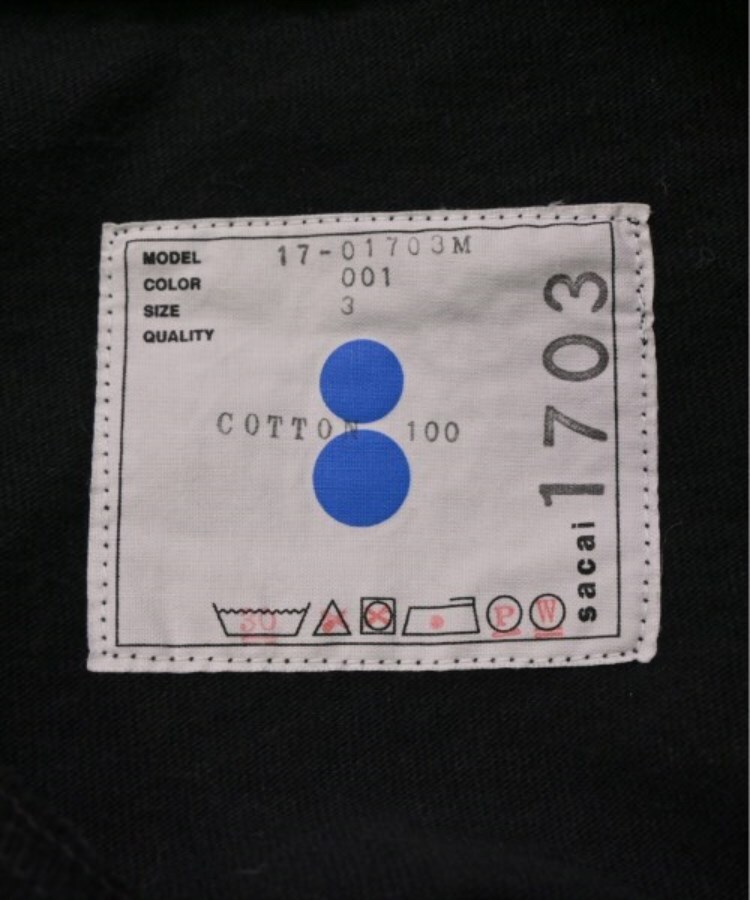 MODEL 17-01703M
COLOR 001
SIZE 3
QUALITY
COTTON 100
30
P
W
sacai 1703